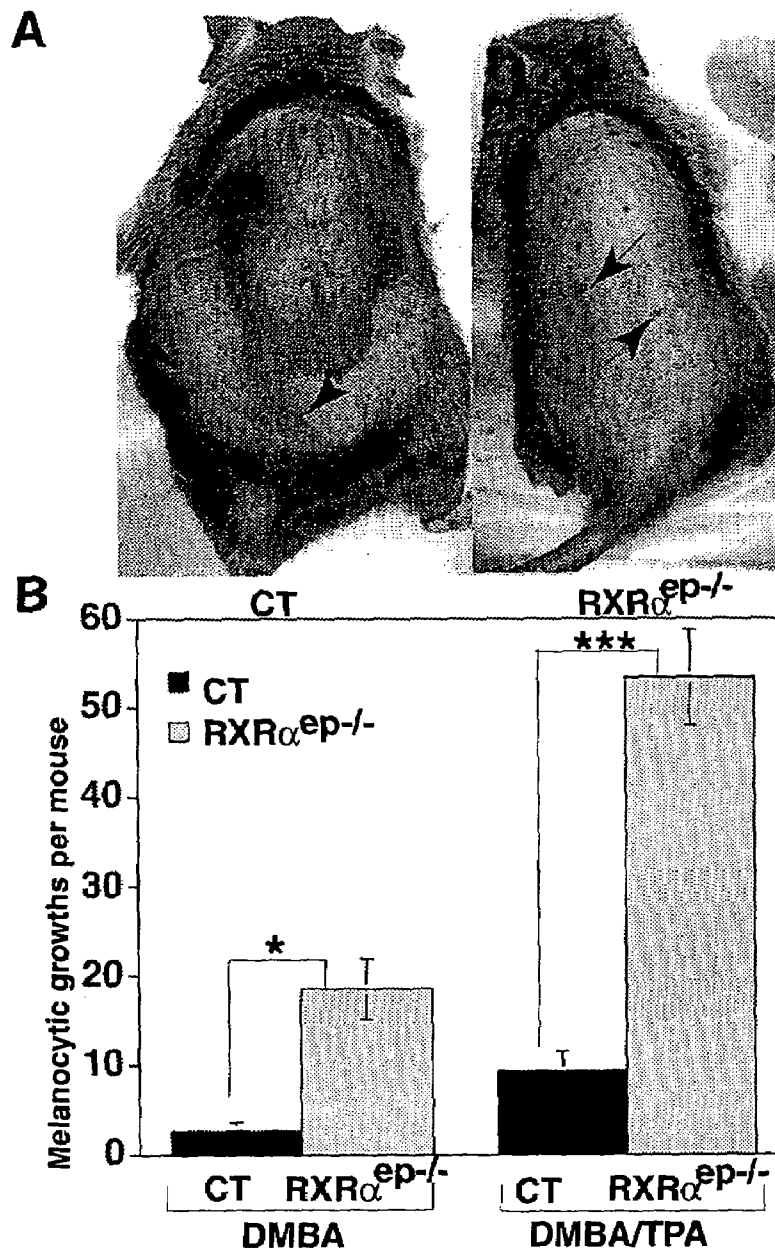 A
CT RXRα ep-/-
B
60
50
40
30
20
10
0
Melanocytic growths per mouse
CT
RXRα ep-/-
*
***
CT RXRα ep-/- CT RXRα ep-/-
DMBA DMBA/TPA